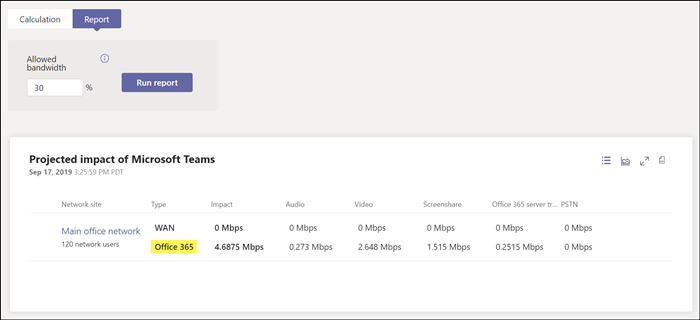 Calculation Report
Allowed
bandwidth
30 %
Run report
Projected impact of Microsoft Teams
Sep 17, 2019 3:25:59 PM PDT
Network site Type Impact Audio Video Screenshare Office 365 server tr... PSTN
WAN 0 Mbps 0 Mbps 0 Mbps 0 Mbps 0 Mbps 0 Mbps
Main office network
120 network users
Office 365 4.6875 Mbps 0.273 Mbps 2.648 Mbps 1.515 Mbps 0.2515 Mbps 0 Mbps